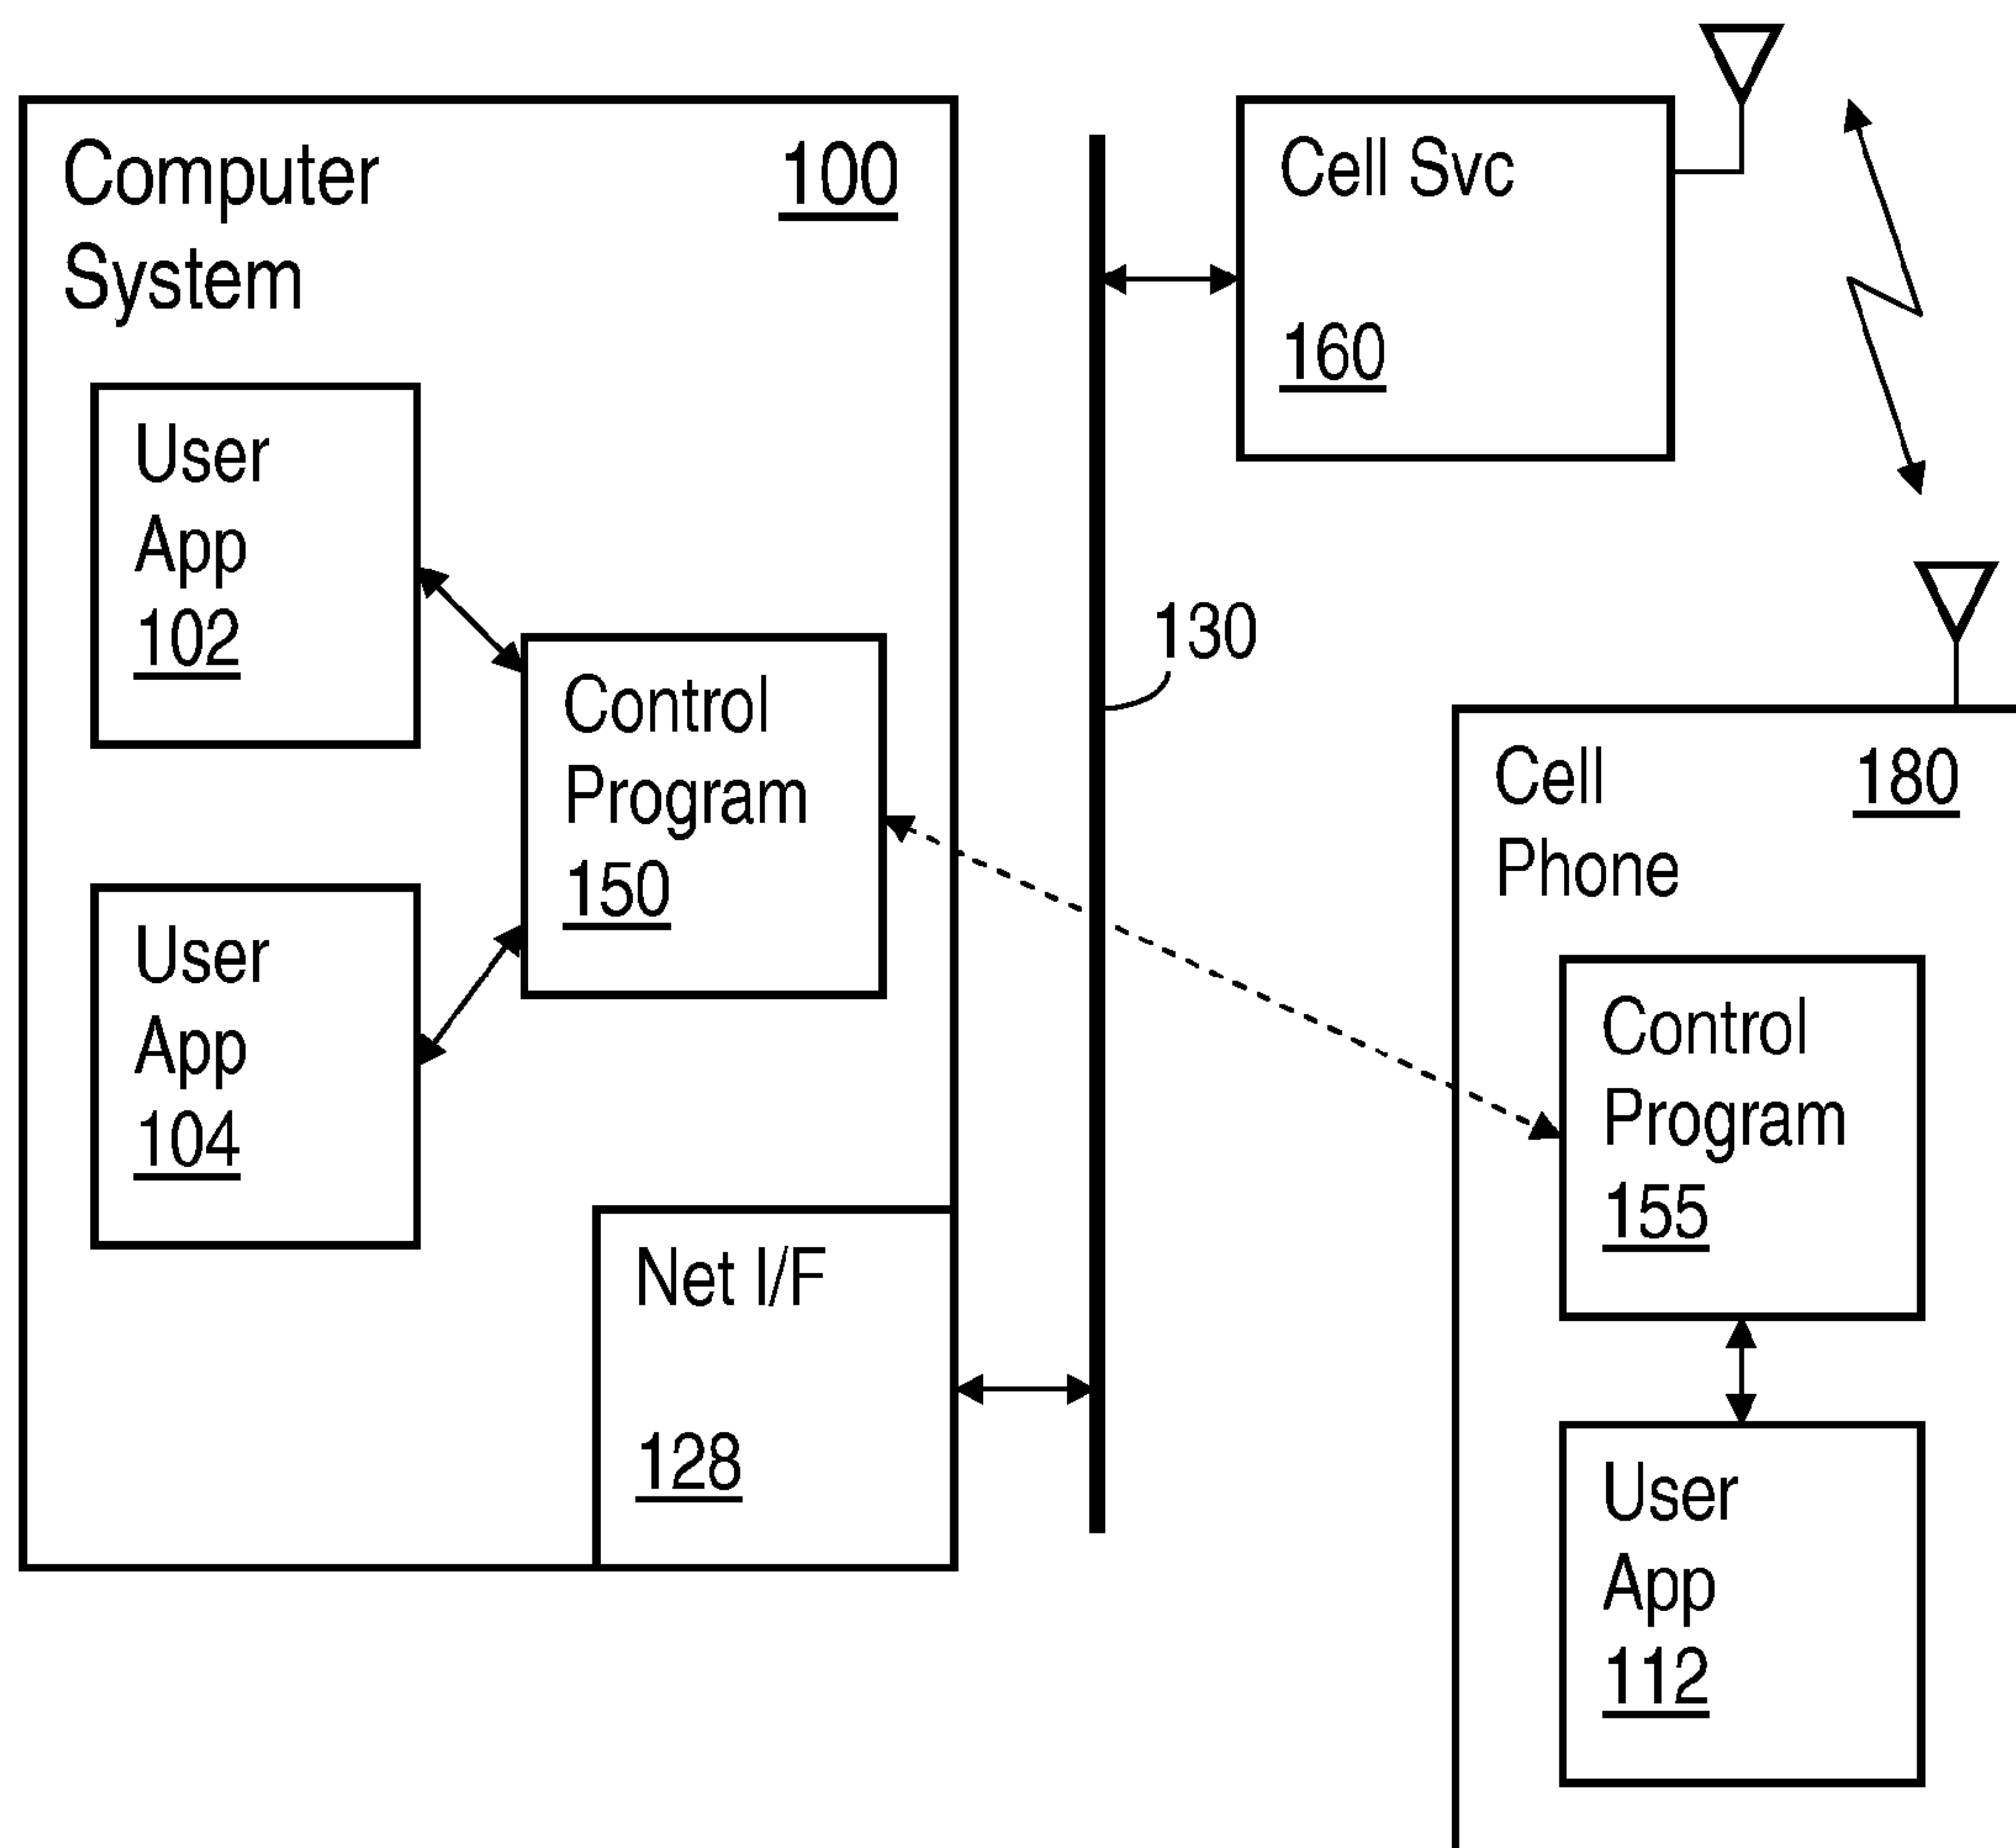 Computer 100
System
User
App
102
Control
Program
150
User
App
104
Net I/F
128
130
Cell Svc
160
Cell 180
Phone
Control
Program
155
User
App
112